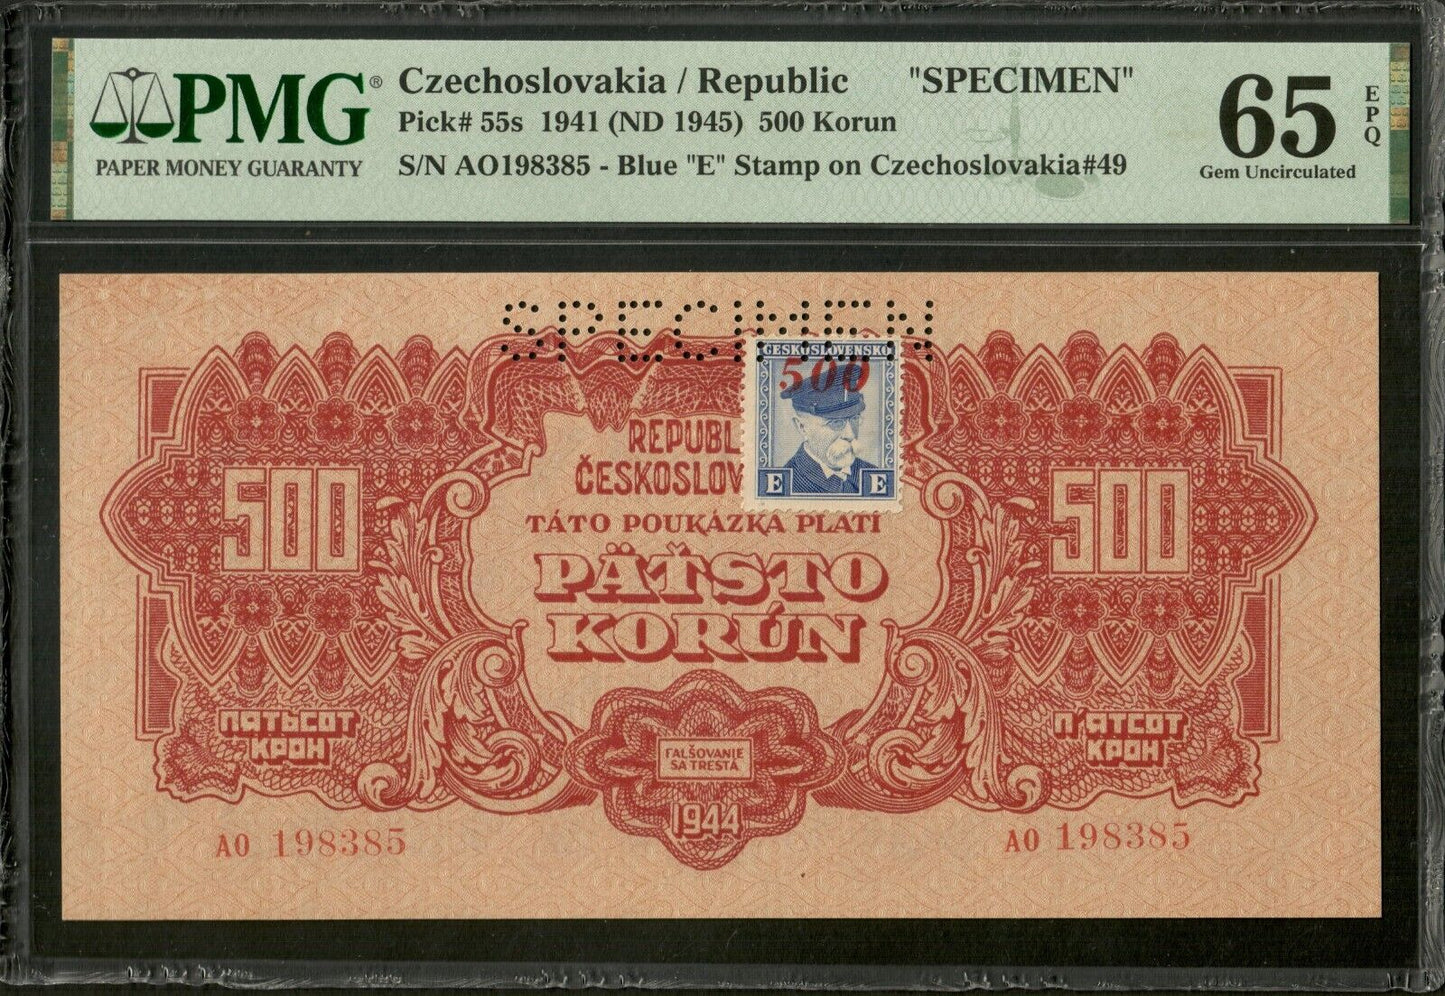 PMG®
PAPER MONEY GUARANTY
Czechoslovakia / Republic "SPECIMEN"
Pick# 55s 1941 (ND 1945) 500 Korun
S/N AO198385 - Blue "E" Stamp on Czechoslovakia#49
65
EPQ
Gem Uncirculated
SPECIMEN
ČESKOSLOVENSKO
500
E E
REPUBL
ČESKOSLOV
TÁTO POUKÁZKA PLATÍ
PÄŤSTO
KORÚN
500
500
ПАТЬСОТ
КРОН
П'ЯТСОТ
КРОН
FALŠOVANIE
SA TRESTÁ
1944
AO 198385
AO 198385